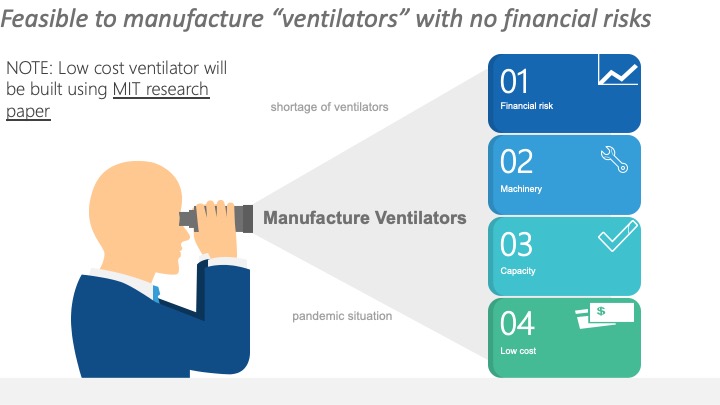 Feasible to manufacture “ventilators” with no financial risks
NOTE: Low cost ventilator will
be built using MIT research
paper
shortage of ventilators
Manufacture Ventilators
pandemic situation
01
Financial risk
02
Machinery
03
Capacity
04
$
Low cost